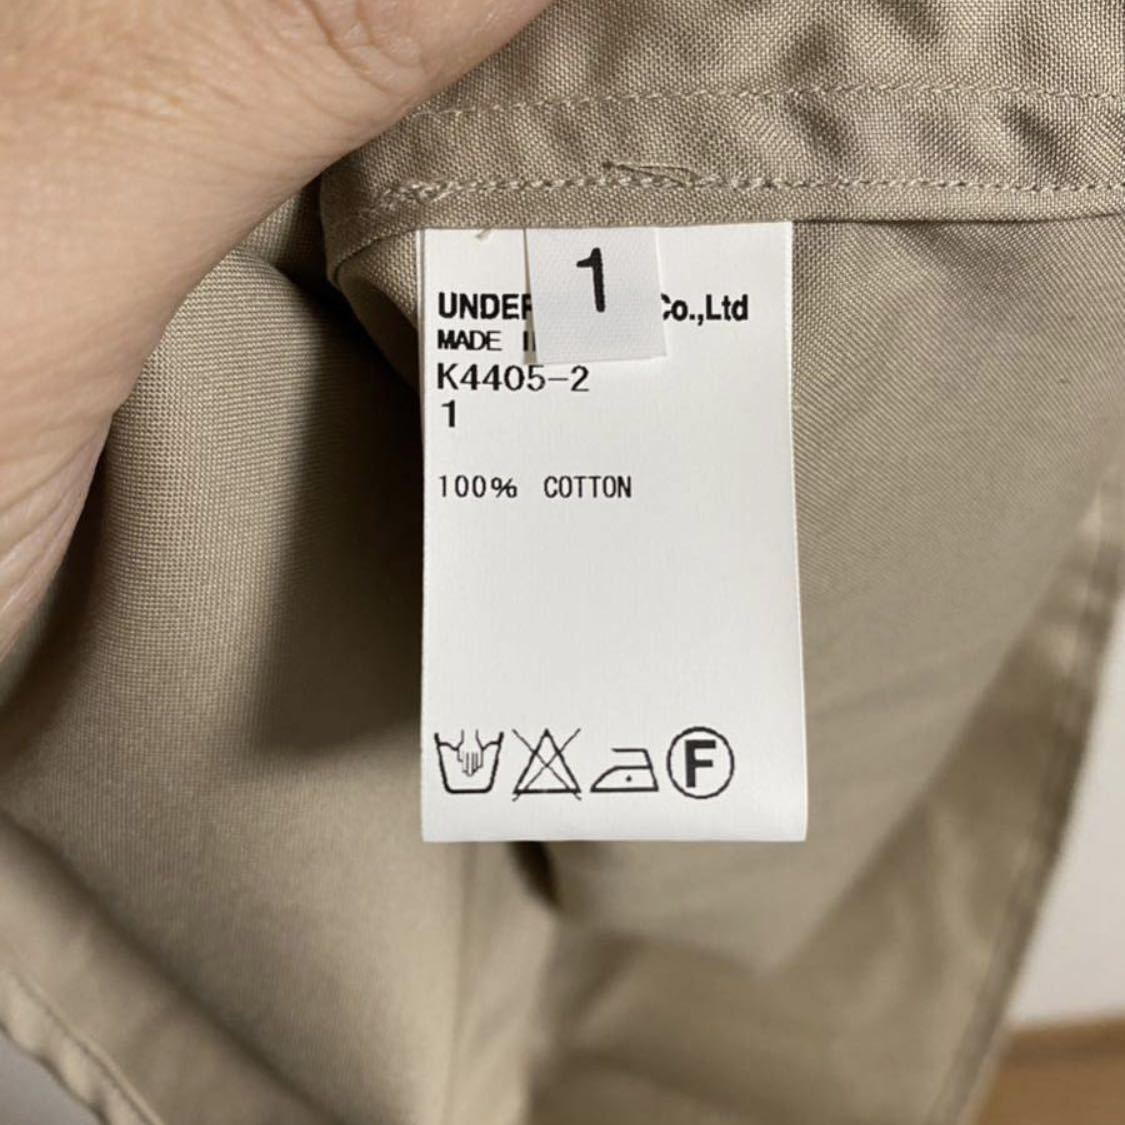 1
UNDER Co.,Ltd
MADE
K4405-2
1
100% COTTON
F